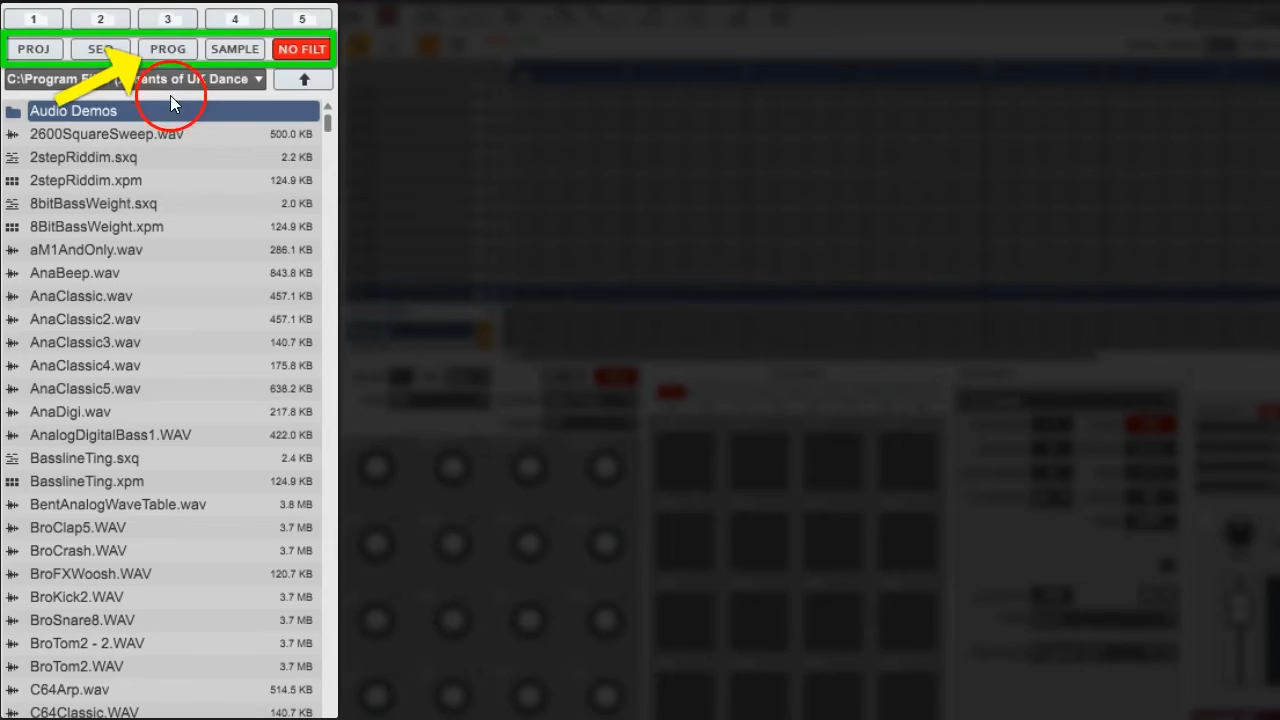 1 2 3 4 5
PROJ SEQ PROG SAMPLE NO FILT
C:\Program ents of UK Dance
Audio Demos
2600SquareSweep.wav 500.0 KB
2stepRiddim.sxq 2.2 KB
2stepRiddim.xpm 124.9 KB
8bitBassWeight.sxq 2.0 KB
8BitBassWeight.xpm 124.9 KB
aM1AndOnly.wav 286.1 KB
AnaBeep.wav 843.8 KB
AnaClassic.wav 457.1 KB
AnaClassic2.wav 457.1 KB
AnaClassic3.wav 140.7 KB
AnaClassic4.wav 175.8 KB
AnaClassic5.wav 638.2 KB
AnaDigi.wav 217.8 KB
AnalogDigitalBass1.WAV 422.0 KB
BasslineTing.sxq 2.4 KB
BasslineTing.xpm 124.9 KB
BentAnalogWaveTable.wav 3.8 MB
BroClap5.WAV 3.7 MB
BroCrash.WAV 3.7 MB
BroFXWoosh.WAV 120.7 KB
BroKick2.WAV 3.7 MB
BroSnare8.WAV 3.7 MB
BroTom2 - 2.WAV 3.7 MB
BroTom2.WAV 3.7 MB
C64Arp.wav 514.5 KB
C64Classic.WAV 140.7 KB